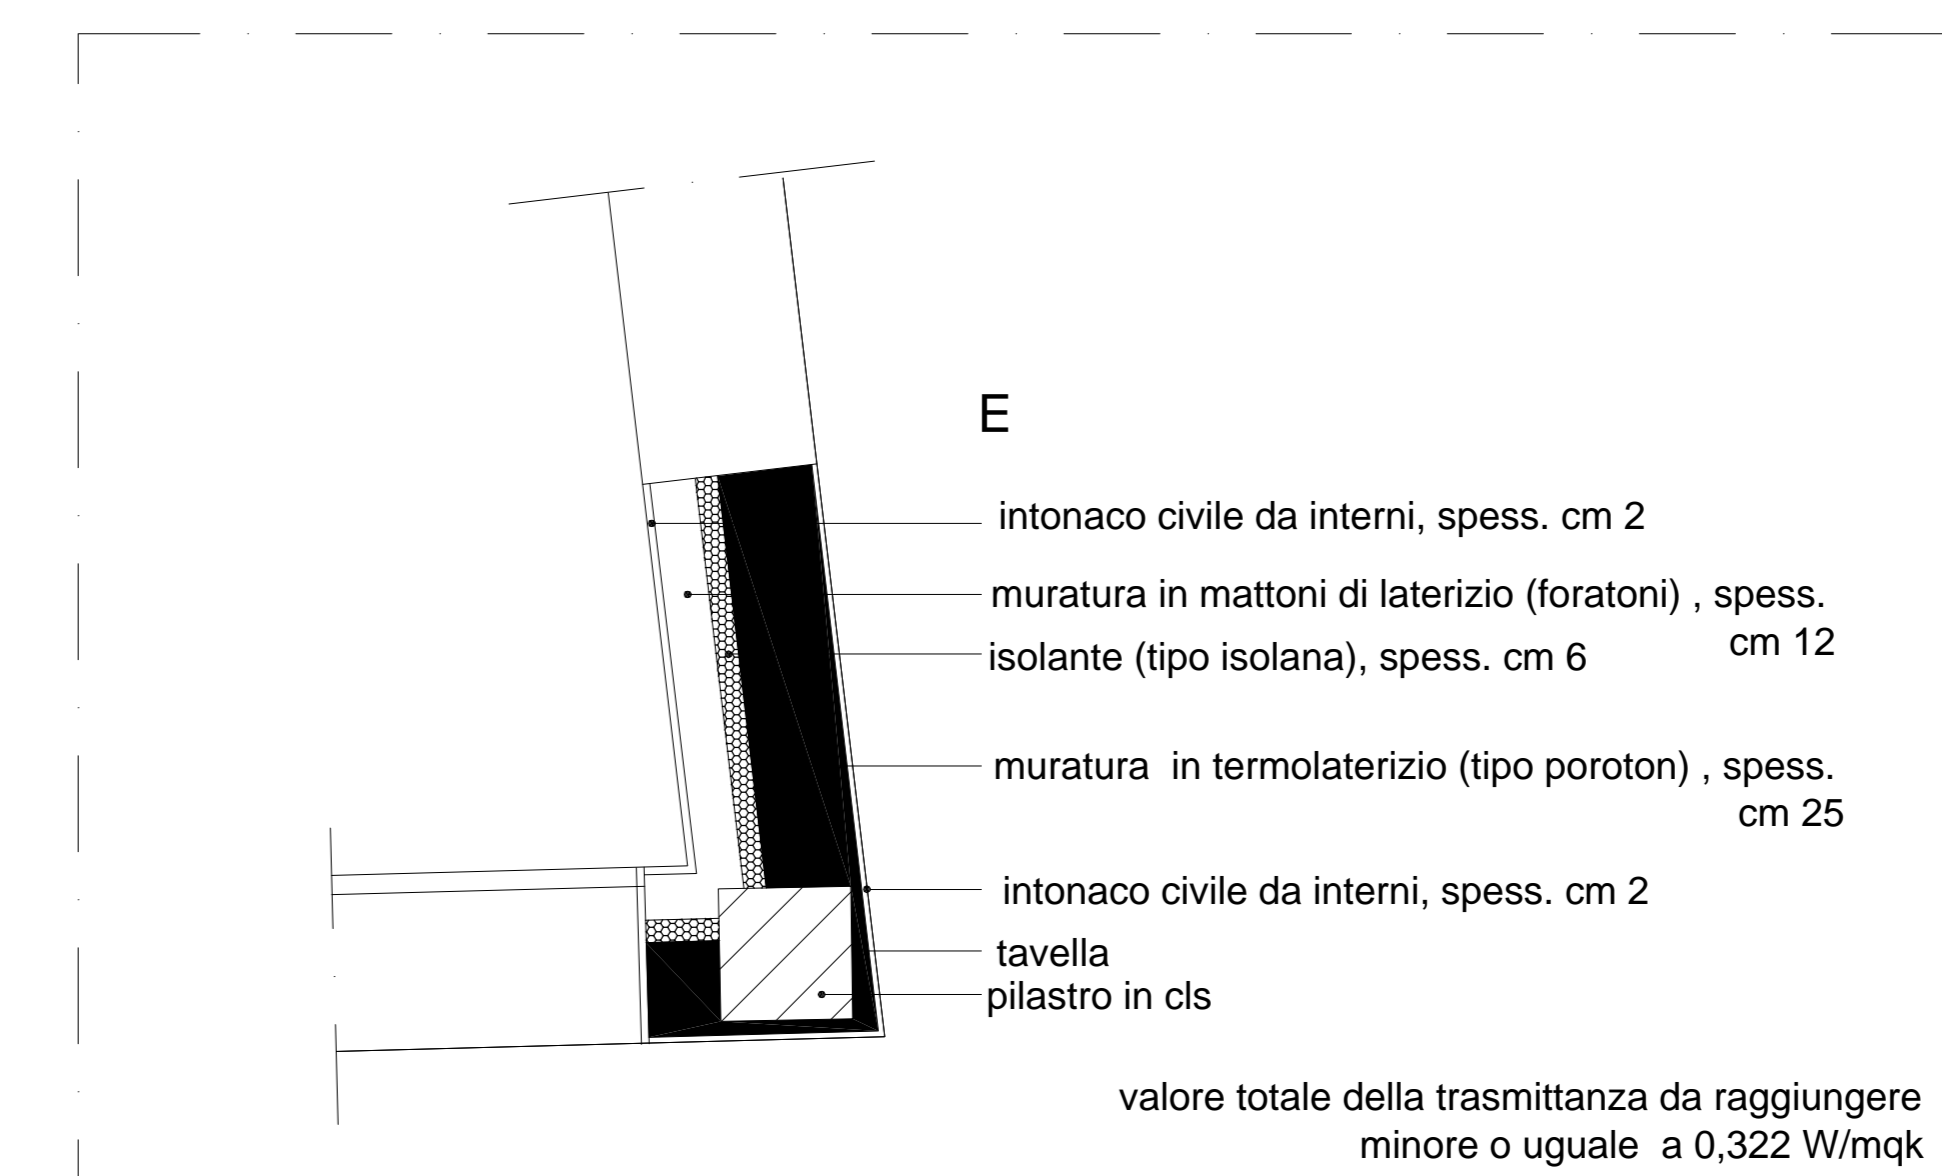 E
intonaco civile da interni, spess. cm 2
muratura in mattoni di laterizio (foratoni) , spess.
cm 12
isolante (tipo isolana), spess. cm 6
muratura  in termolaterizio (tipo poroton) , spess.
cm 25
intonaco civile da interni, spess. cm 2
tavella
pilastro in cls
valore totale della trasmittanza da raggiungere
minore o uguale  a 0,322 W/mqk